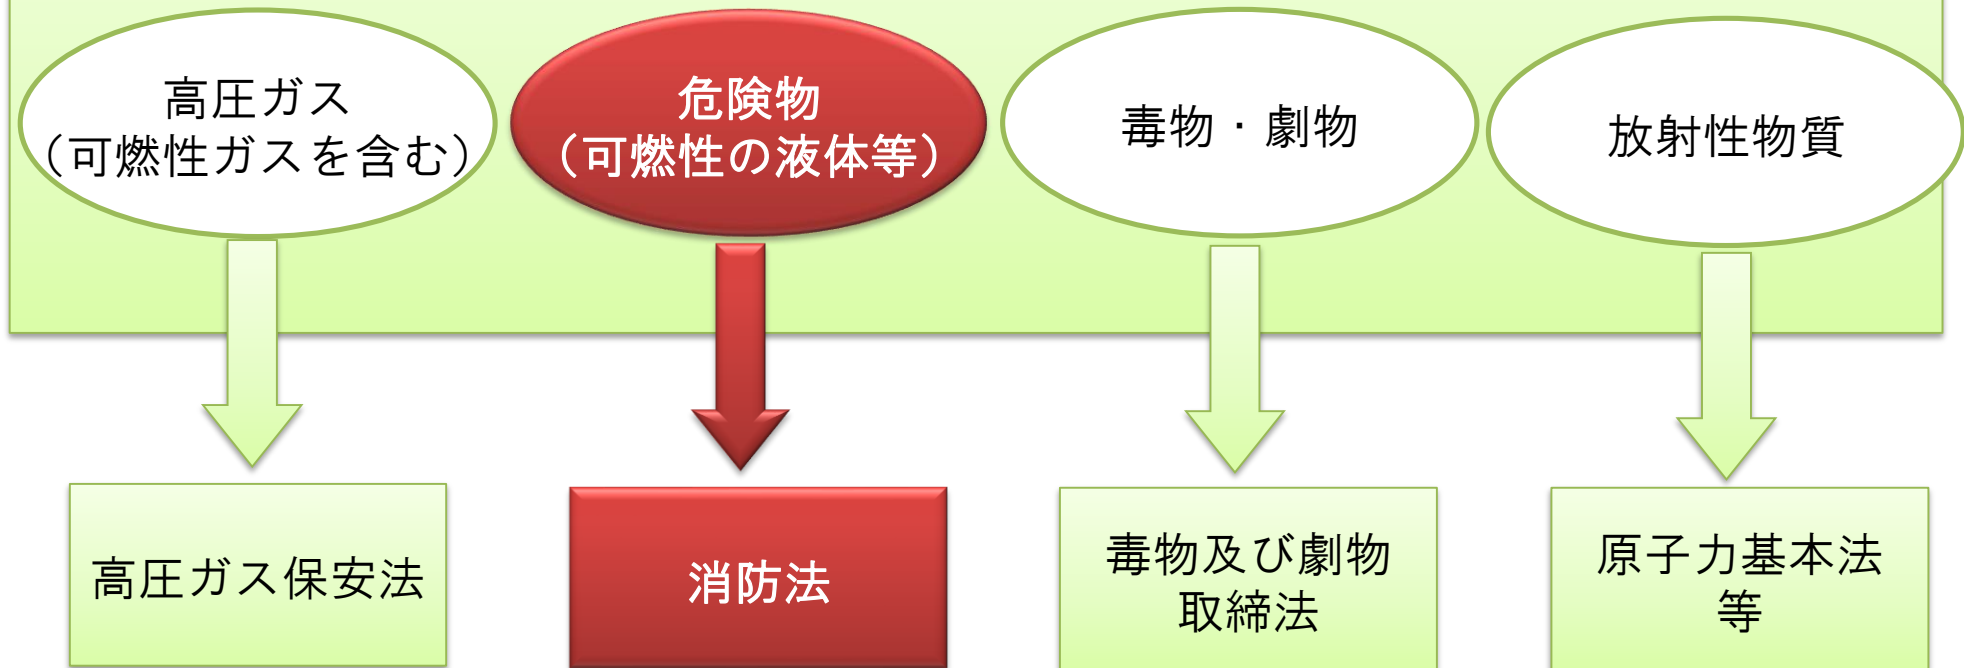 高圧ガス
（可燃性ガスを含む）
危険物
（可燃性の液体等）
毒物・劇物
放射性物質
高圧ガス保安法
消防法
毒物及び劇物
取締法
原子力基本法
等